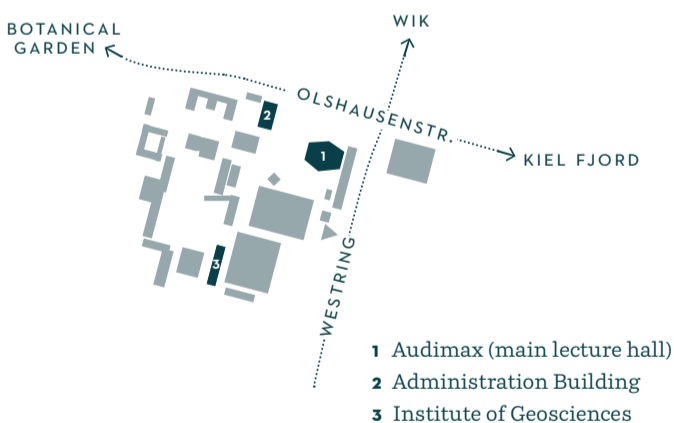 WIK
BOTANICAL
GARDEN
OLSHAUSENSTR.
KIEL FJORD
2
1
3
WESTRING
1 Audimax (main lecture hall)
2 Administration Building
3 Institute of Geosciences